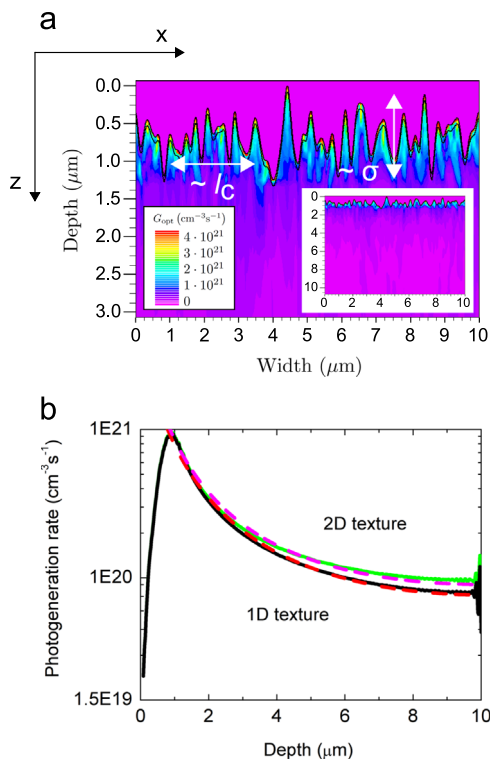 a
x
z
Depth (μm)
0.0
0.5
1.0
1.5
2.0
2.5
3.0
~ lC
~ σ
Gopt (cm⁻³s⁻¹)
4 · 10²¹
3 · 10²¹
2 · 10²¹
1 · 10²¹
0
0
2
4
6
8
10
0 2 4 6 8 10
0 1 2 3 4 5 6 7 8 9 10
Width (μm)
b
Photogeneration rate (cm⁻³s⁻¹)
1E21
1E20
1.5E19
2D texture
1D texture
0 2 4 6 8 10
Depth (μm)